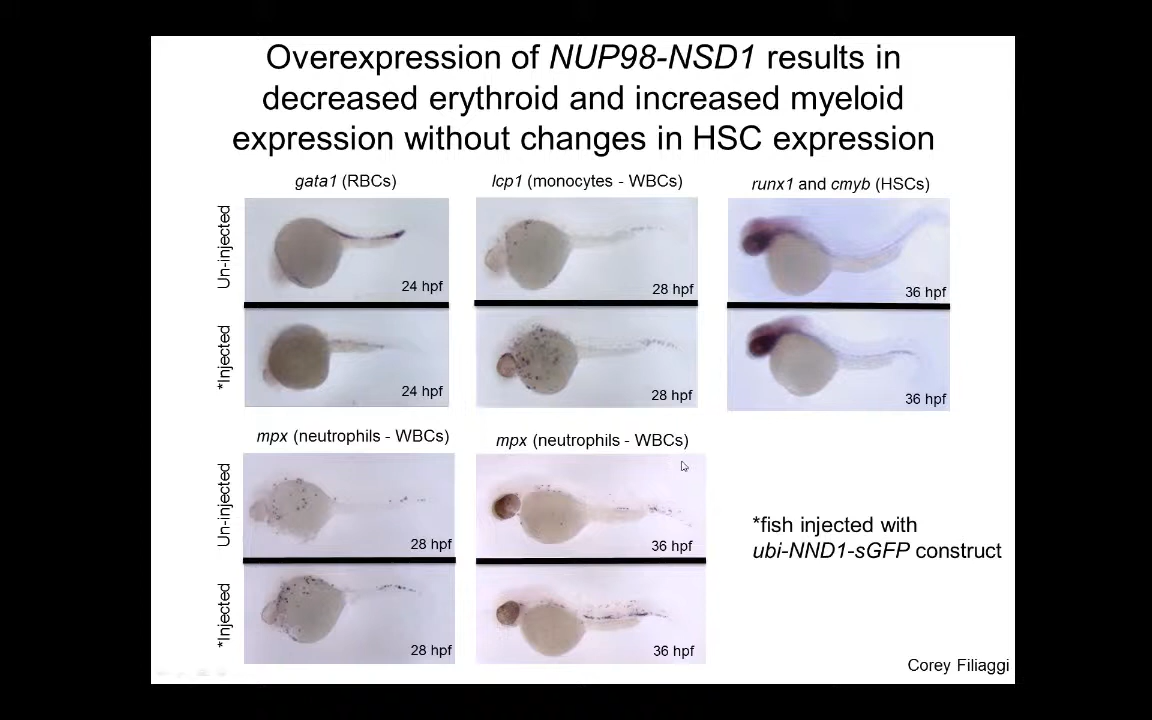 Overexpression of NUP98-NSD1 results in
decreased erythroid and increased myeloid
expression without changes in HSC expression
gata1 (RBCs)
lcp1 (monocytes - WBCs)
runx1 and cmyb (HSCs)
Un-injected
24 hpf
28 hpf
36 hpf
*Injected
24 hpf
28 hpf
36 hpf
mpx (neutrophils - WBCs)
mpx (neutrophils - WBCs)
Un-injected
28 hpf
36 hpf
*fish injected with
ubi-NND1-sGFP construct
*Injected
28 hpf
36 hpf
Corey Filiaggi